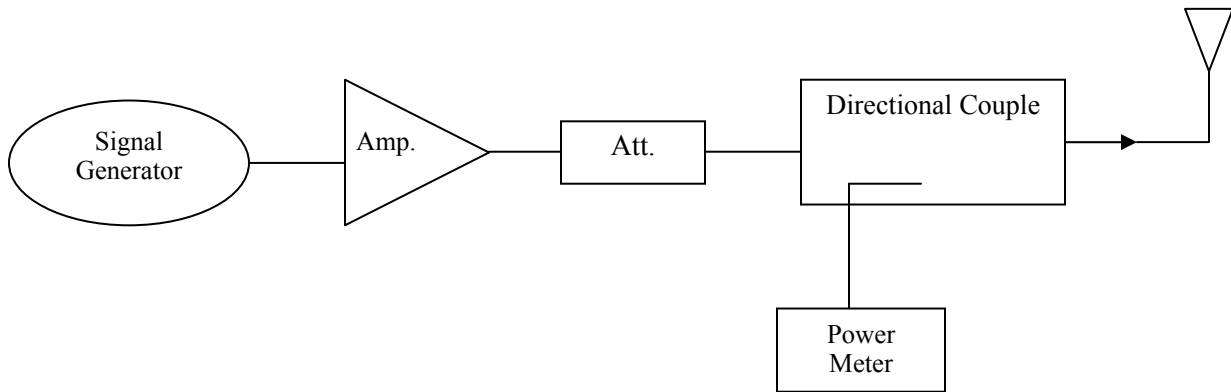 Signal
Generator
Amp.
Att.
Directional Couple
Power
Meter